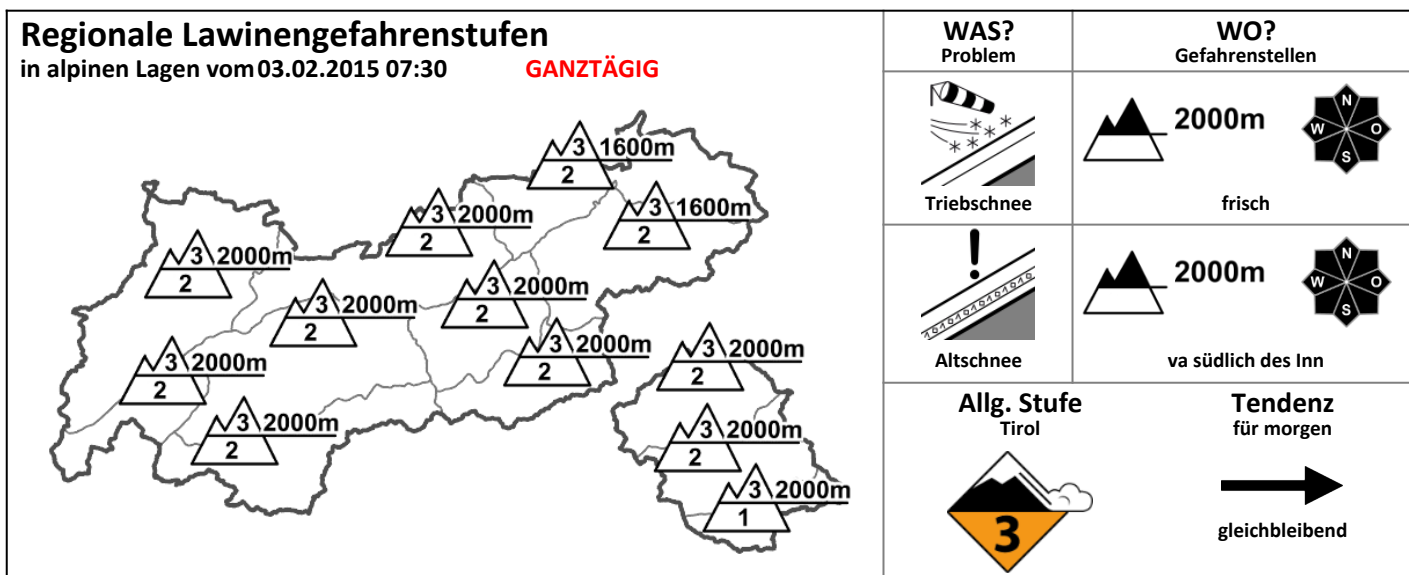 Regionale Lawinengefahrenstufen
in alpinen Lagen vom 03.02.2015 07:30 GANZTÄGIG
3 1600m
2
3 1600m
2
3 2000m
2
3 2000m
2
3 2000m
2
3 2000m
2
3 2000m
2
3 2000m
2
3 2000m
2
3 2000m
2
3 2000m
2
3 2000m
1
WAS?
Problem
WO?
Gefahrenstellen
2000m
N
W O
S
Triebschnee
frisch
2000m
N
W O
S
Altschnee
va südlich des Inn
Allg. Stufe
Tirol
3
Tendenz
für morgen
gleichbleibend